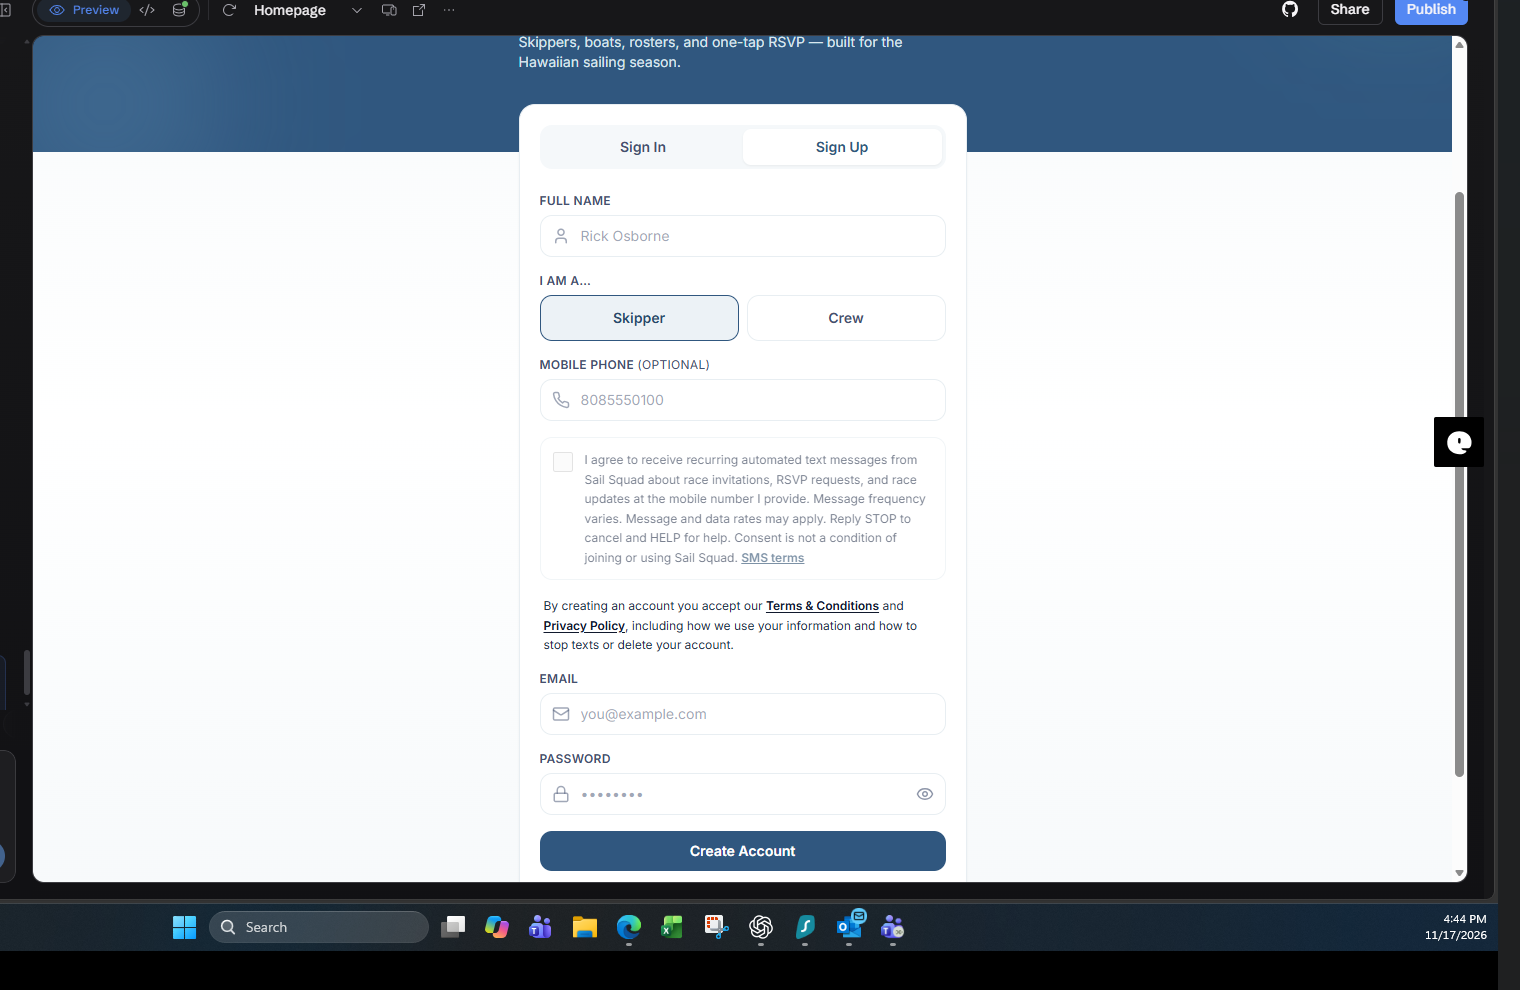 Preview
Homepage
Share
Publish
Skippers, boats, rosters, and one-tap RSVP — built for the
Hawaiian sailing season.
Sign In
Sign Up
FULL NAME
Rick Osborne
I AM A...
Skipper
Crew
MOBILE PHONE (OPTIONAL)
8085550100
I agree to receive recurring automated text messages from
Sail Squad about race invitations, RSVP requests, and race
updates at the mobile number I provide. Message frequency
varies. Message and data rates may apply. Reply STOP to
cancel and HELP for help. Consent is not a condition of
joining or using Sail Squad. SMS terms
By creating an account you accept our Terms & Conditions and
Privacy Policy, including how we use your information and how to
stop texts or delete your account.
EMAIL
you@example.com
PASSWORD
••••••••
Create Account
Search
4:44 PM
11/17/2026